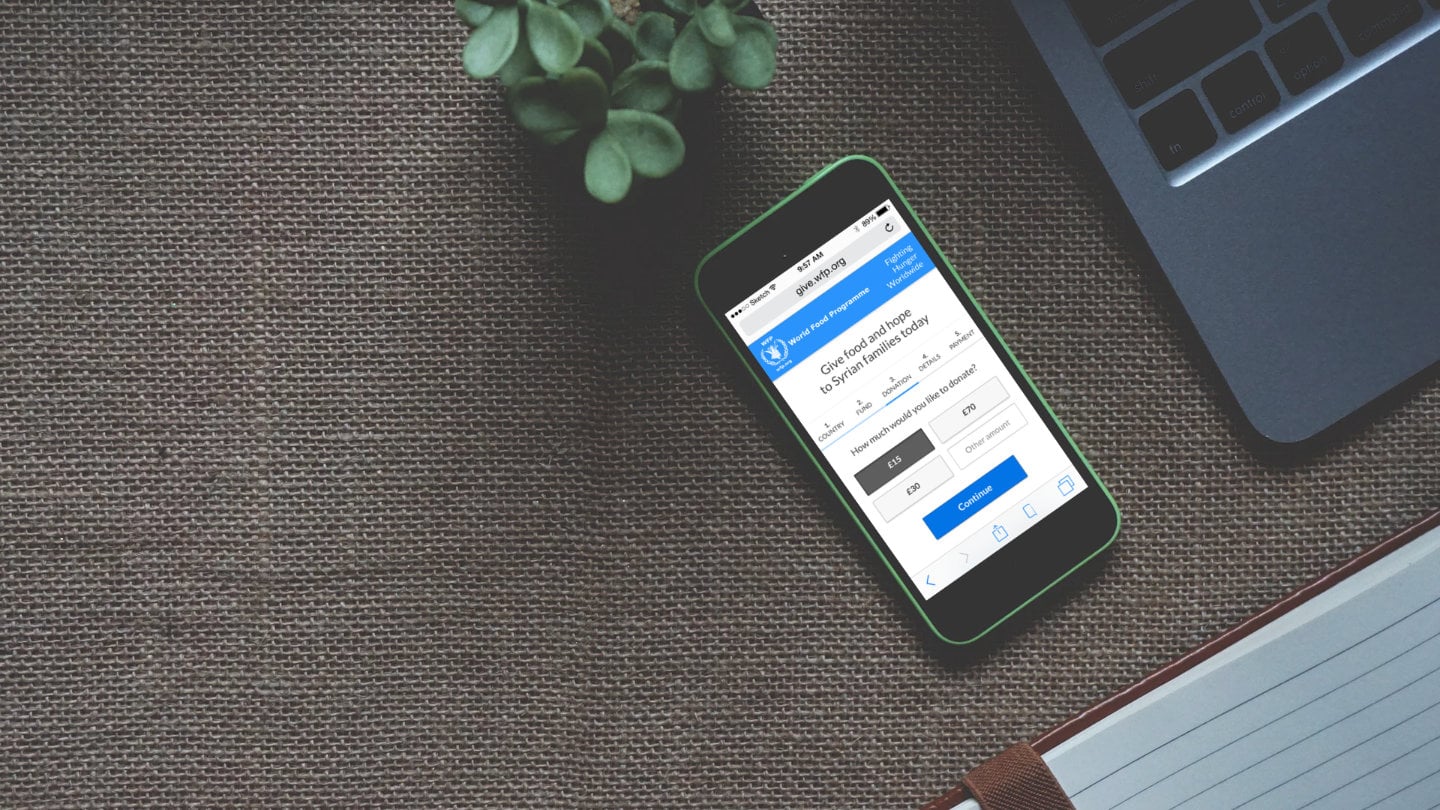 ●●●○○ Sketch 9:57 AM 89%
give.wfp.org
WFP
wfp.org
World Food Programme
Fighting
Hunger
Worldwide
Give food and hope
to Syrian families today
1. 2. 3. 4. 5.
COUNTRY FUND DONATION DETAILS PAYMENT
How much would you like to donate?
£15 £70
£30 Other amount
Continue
shift
fn control option command